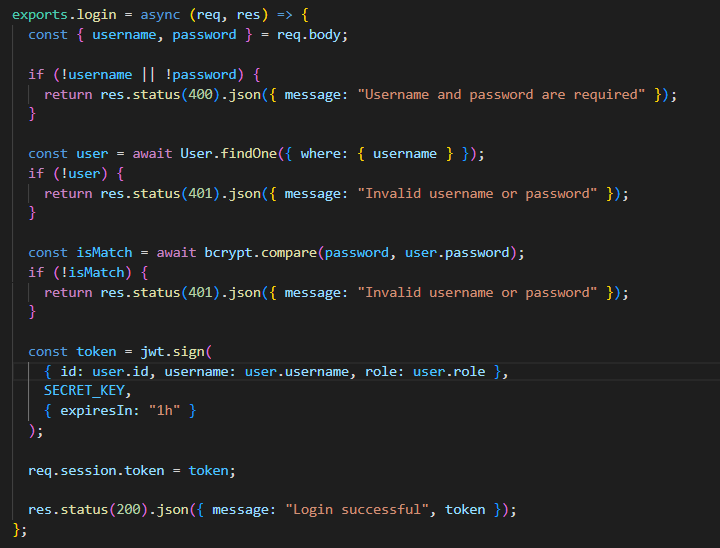 exports.login = async (req, res) => {
  const { username, password } = req.body;

  if (!username || !password) {
    return res.status(400).json({ message: "Username and password are required" });
  }

  const user = await User.findOne({ where: { username } });
  if (!user) {
    return res.status(401).json({ message: "Invalid username or password" });
  }

  const isMatch = await bcrypt.compare(password, user.password);
  if (!isMatch) {
    return res.status(401).json({ message: "Invalid username or password" });
  }

  const token = jwt.sign(
    { id: user.id, username: user.username, role: user.role },
    SECRET_KEY,
    { expiresIn: "1h" }
  );

  req.session.token = token;

  res.status(200).json({ message: "Login successful", token });
};